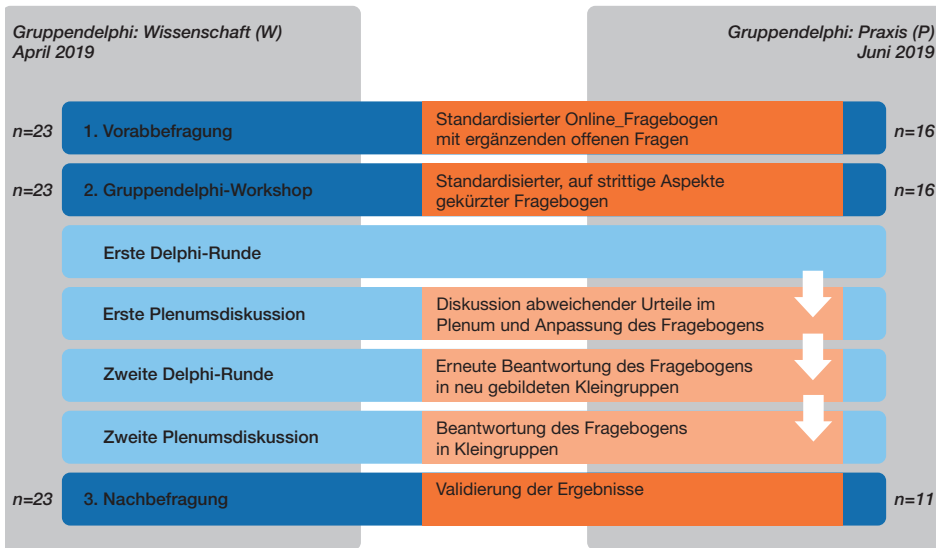 Gruppendelphi: Wissenschaft (W)
April 2019
Gruppendelphi: Praxis (P)
Juni 2019
n=23
1. Vorabbefragung
Standardisierter Online_Fragebogen
mit ergänzenden offenen Fragen
n=16
n=23
2. Gruppendelphi-Workshop
Standardisierter, auf strittige Aspekte
gekürzter Fragebogen
n=16
Erste Delphi-Runde
Erste Plenumsdiskussion
Diskussion abweichender Urteile im
Plenum und Anpassung des Fragebogens
Zweite Delphi-Runde
Erneute Beantwortung des Fragebogens
in neu gebildeten Kleingruppen
Zweite Plenumsdiskussion
Beantwortung des Fragebogens
in Kleingruppen
n=23
3. Nachbefragung
Validierung der Ergebnisse
n=11